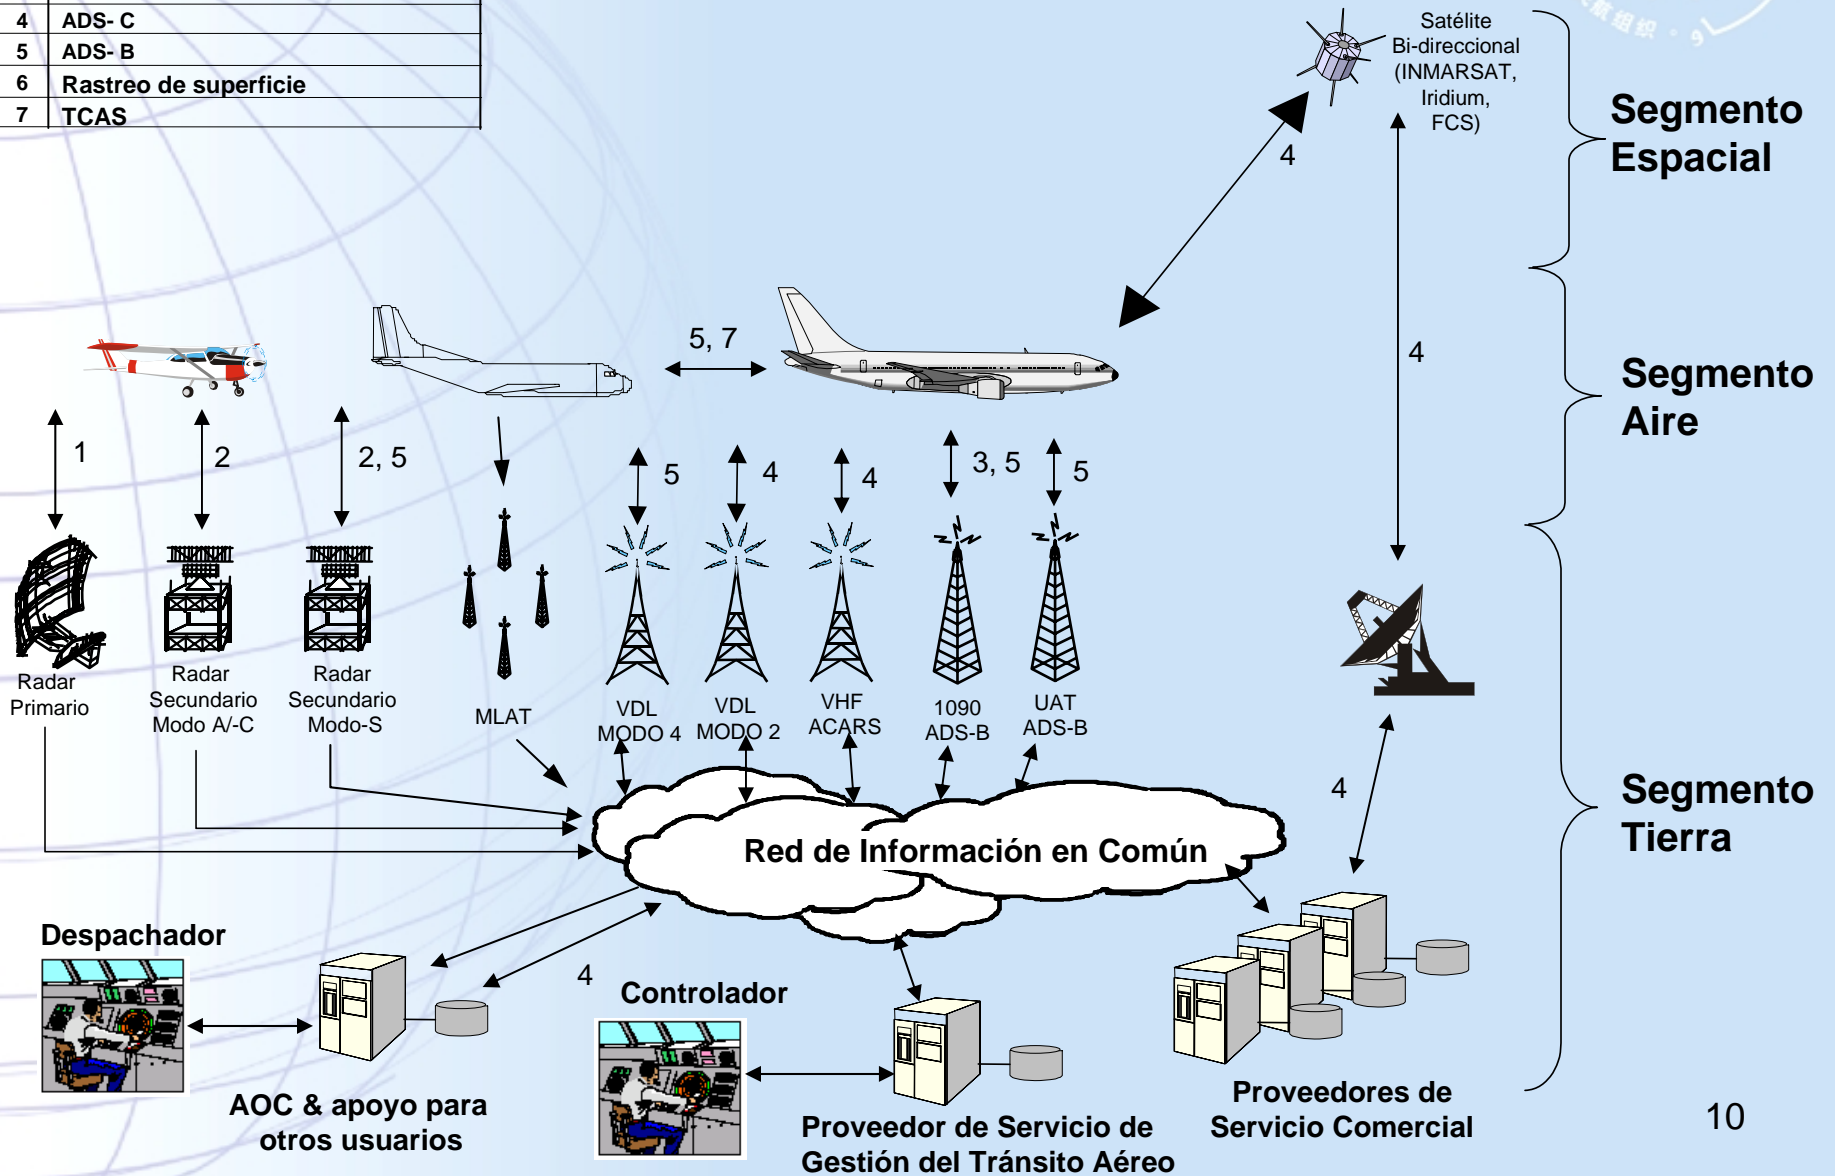 4 ADS- C
5 ADS- B
6 Rastreo de superficie
7 TCAS
Satélite
Bi-direccional
(INMARSAT,
Iridium,
FCS)
Segmento
Espacial
4
4
5, 7
Segmento
Aire
1
2
2, 5
5
4
4
3, 5
5
Radar
Primario
Radar
Secundario
Modo A/-C
Radar
Secundario
Modo-S
MLAT
VDL
MODO 4
VDL
MODO 2
VHF
ACARS
1090
ADS-B
UAT
ADS-B
4
Segmento
Tierra
Red de Información en Común
Despachador
4
Controlador
AOC & apoyo para
otros usuarios
Proveedor de Servicio de
Gestión del Tránsito Aéreo
Proveedores de
Servicio Comercial
10